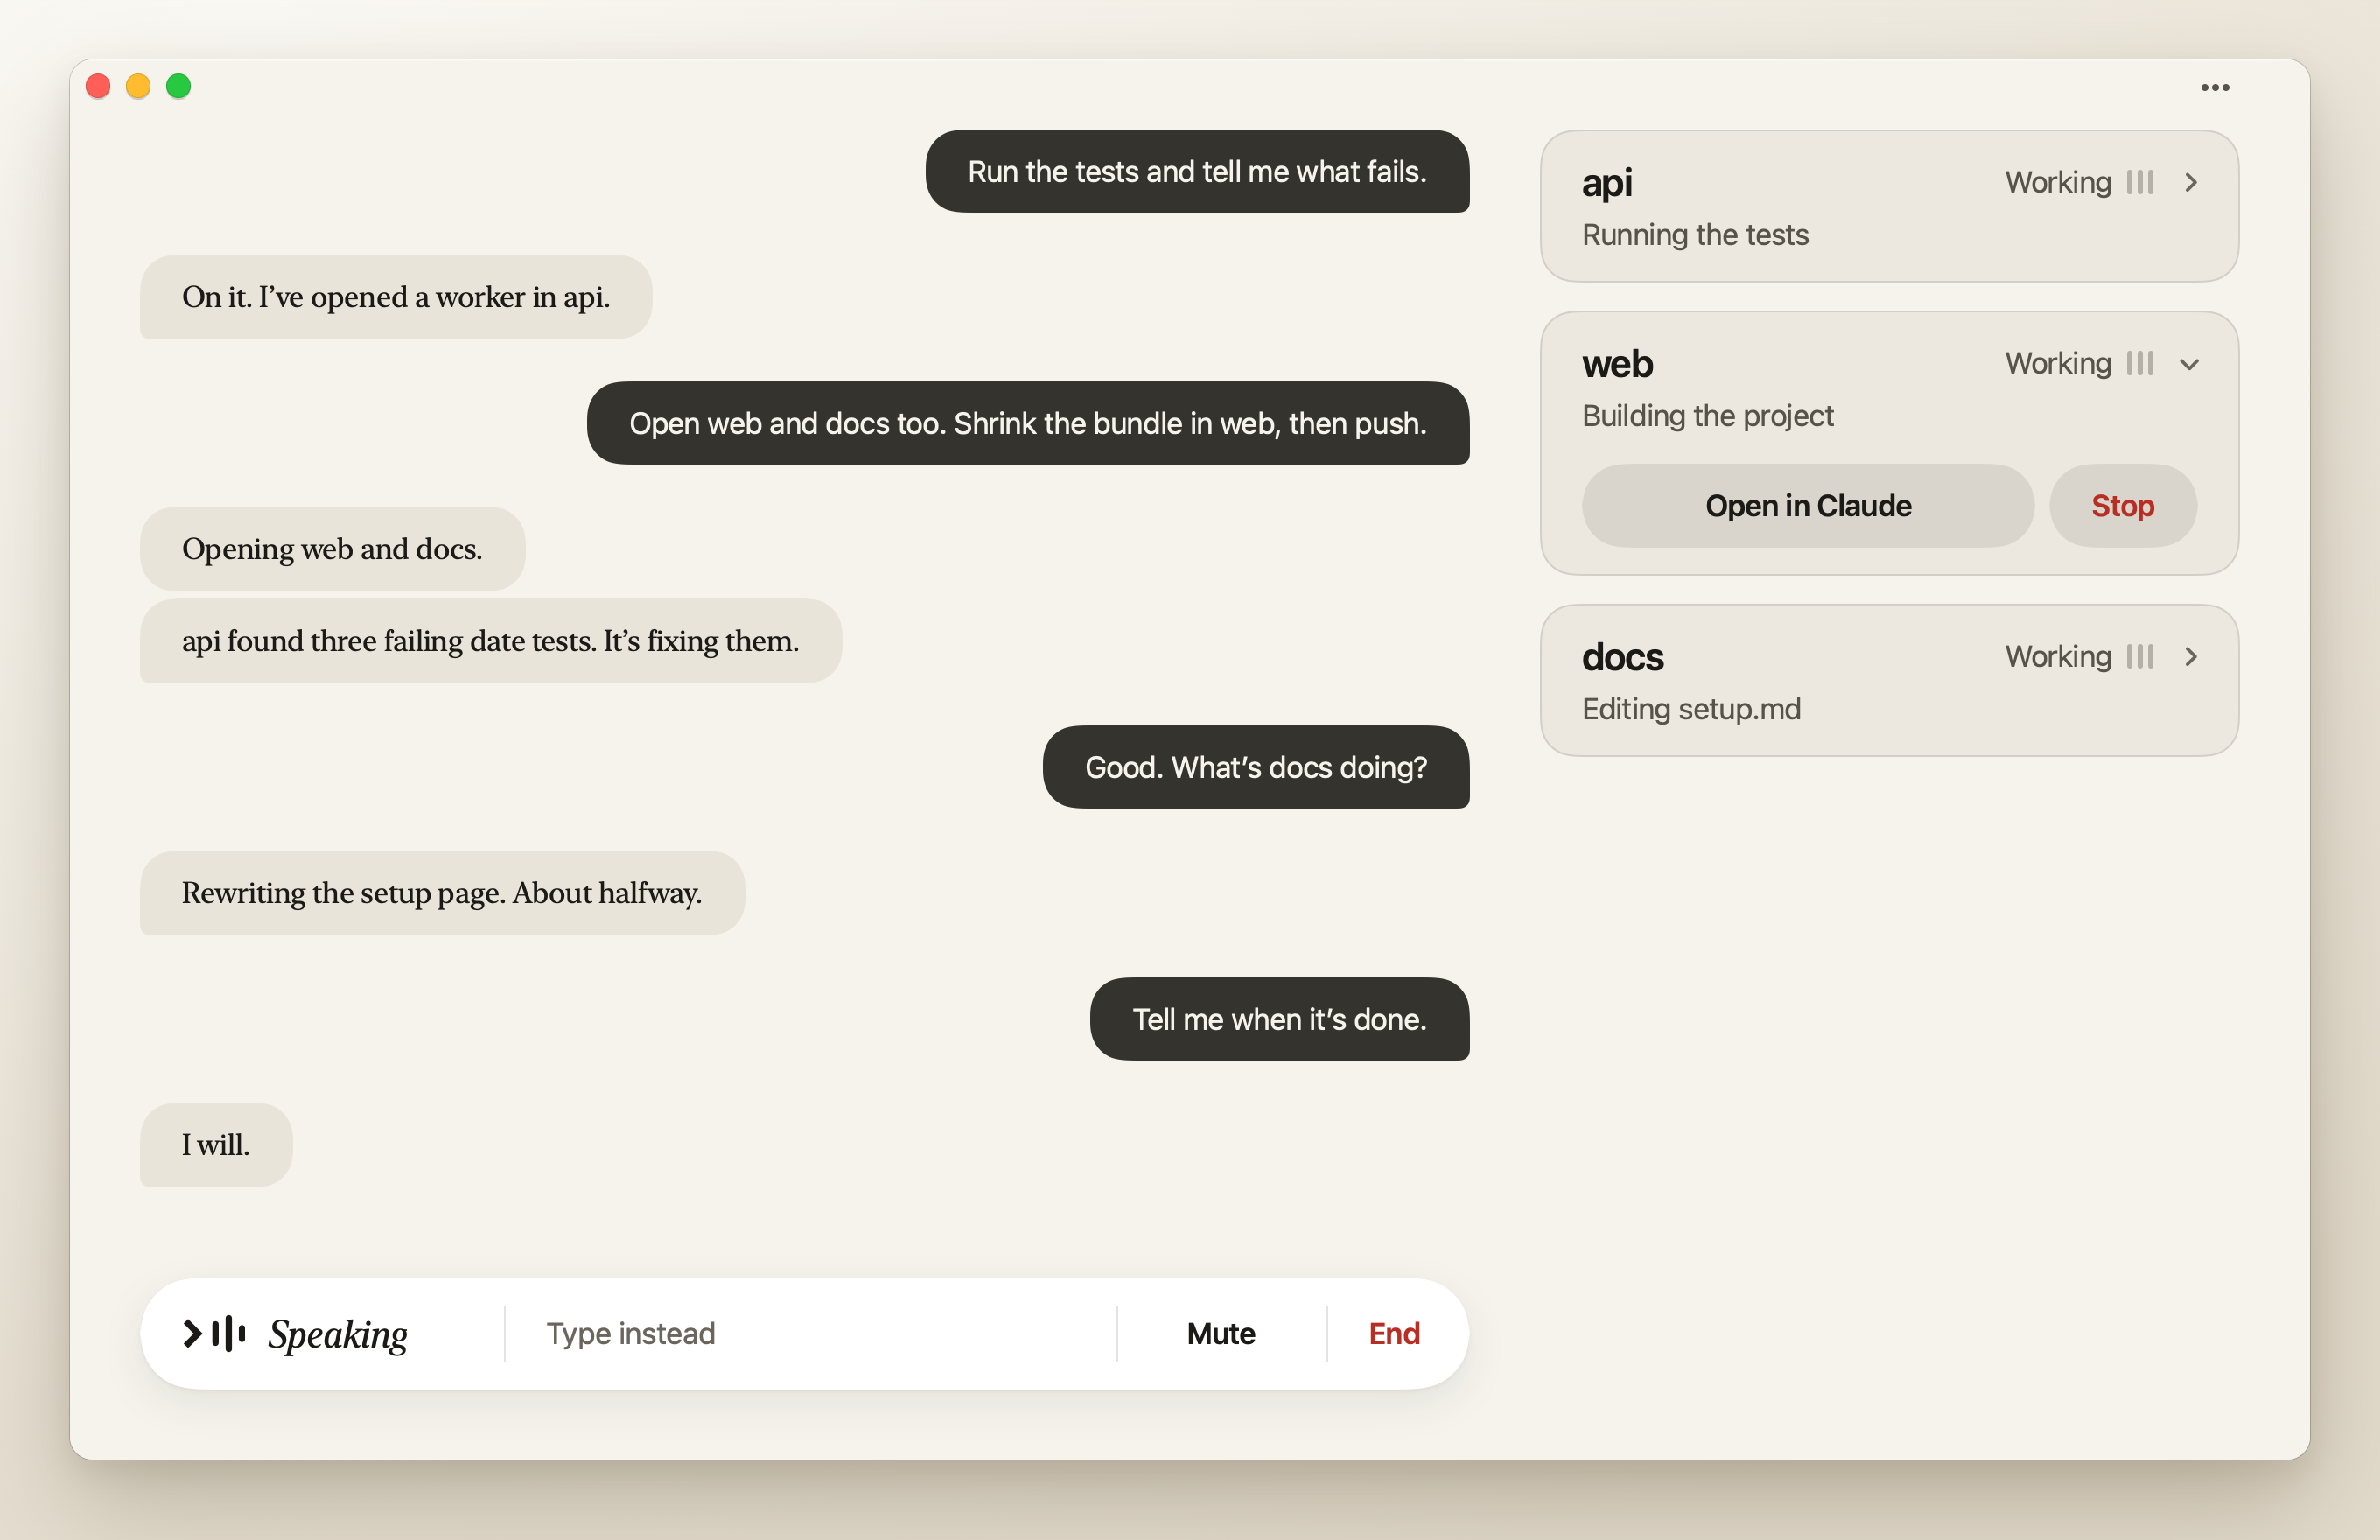 Run the tests and tell me what fails.
On it. I’ve opened a worker in api.
Open web and docs too. Shrink the bundle in web, then push.
Opening web and docs.
api found three failing date tests. It’s fixing them.
Good. What’s docs doing?
Rewriting the setup page. About halfway.
Tell me when it’s done.
I will.
Speaking
Type instead
Mute
End
api
Working
Running the tests
web
Working
Building the project
Open in Claude
Stop
docs
Working
Editing setup.md